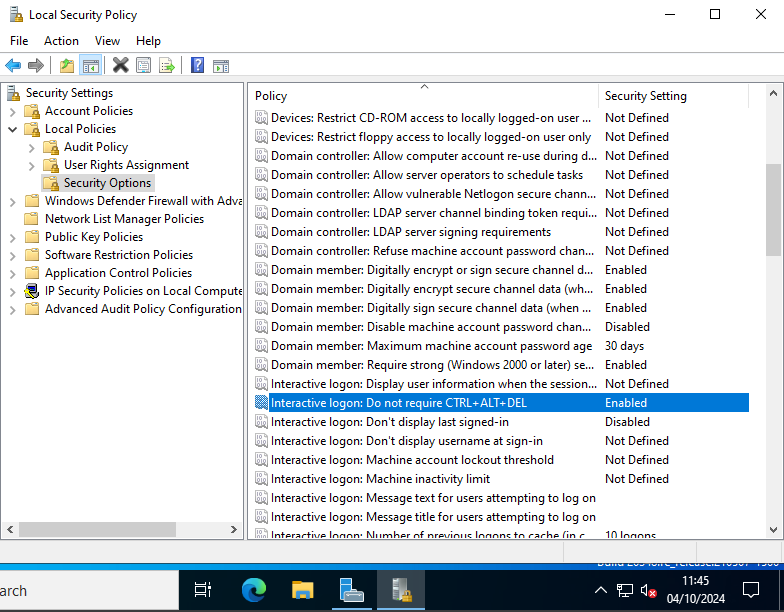 Local Security Policy
File Action View Help
Security Settings
Account Policies
Local Policies
Audit Policy
User Rights Assignment
Security Options
Windows Defender Firewall with Adva
Network List Manager Policies
Public Key Policies
Software Restriction Policies
Application Control Policies
IP Security Policies on Local Compute
Advanced Audit Policy Configuration
Policy Security Setting
Devices: Restrict CD-ROM access to locally logged-on user ... Not Defined
Devices: Restrict floppy access to locally logged-on user only Not Defined
Domain controller: Allow computer account re-use during d... Not Defined
Domain controller: Allow server operators to schedule tasks Not Defined
Domain controller: Allow vulnerable Netlogon secure chann... Not Defined
Domain controller: LDAP server channel binding token requi... Not Defined
Domain controller: LDAP server signing requirements Not Defined
Domain controller: Refuse machine account password chan... Not Defined
Domain member: Digitally encrypt or sign secure channel d... Enabled
Domain member: Digitally encrypt secure channel data (wh... Enabled
Domain member: Digitally sign secure channel data (when ... Enabled
Domain member: Disable machine account password chan... Disabled
Domain member: Maximum machine account password age 30 days
Domain member: Require strong (Windows 2000 or later) se... Enabled
Interactive logon: Display user information when the session... Not Defined
Interactive logon: Do not require CTRL+ALT+DEL Enabled
Interactive logon: Don't display last signed-in Disabled
Interactive logon: Don't display username at sign-in Not Defined
Interactive logon: Machine account lockout threshold Not Defined
Interactive logon: Machine inactivity limit Not Defined
Interactive logon: Message text for users attempting to log on
Interactive logon: Message title for users attempting to log on
Interactive logon: Number of previous logons to cache (in c... 10 logons
arch
11:45
04/10/2024